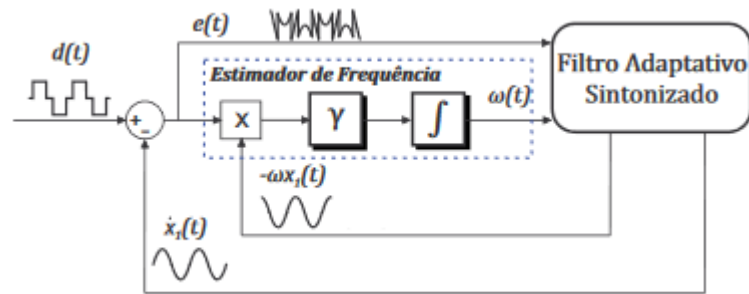 e(t)
d(t)
Estimador de Frequência
ω(t)
Filtro Adaptativo
Sintonizado
+
-
x
γ
∫
-ωx₁(t)
ẋ₁(t)